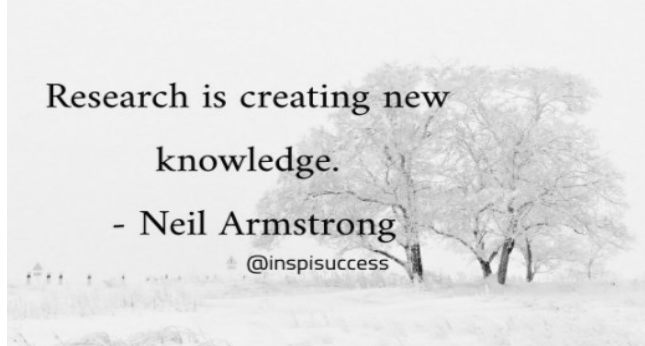 Research is creating new
knowledge.
- Neil Armstrong
@inspisuccess